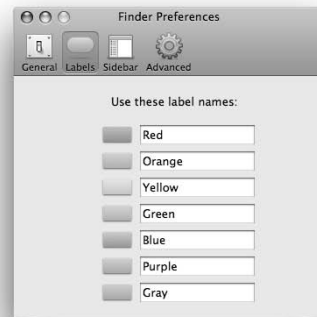 Finder Preferences
General Labels Sidebar Advanced
Use these label names:
Red
Orange
Yellow
Green
Blue
Purple
Gray